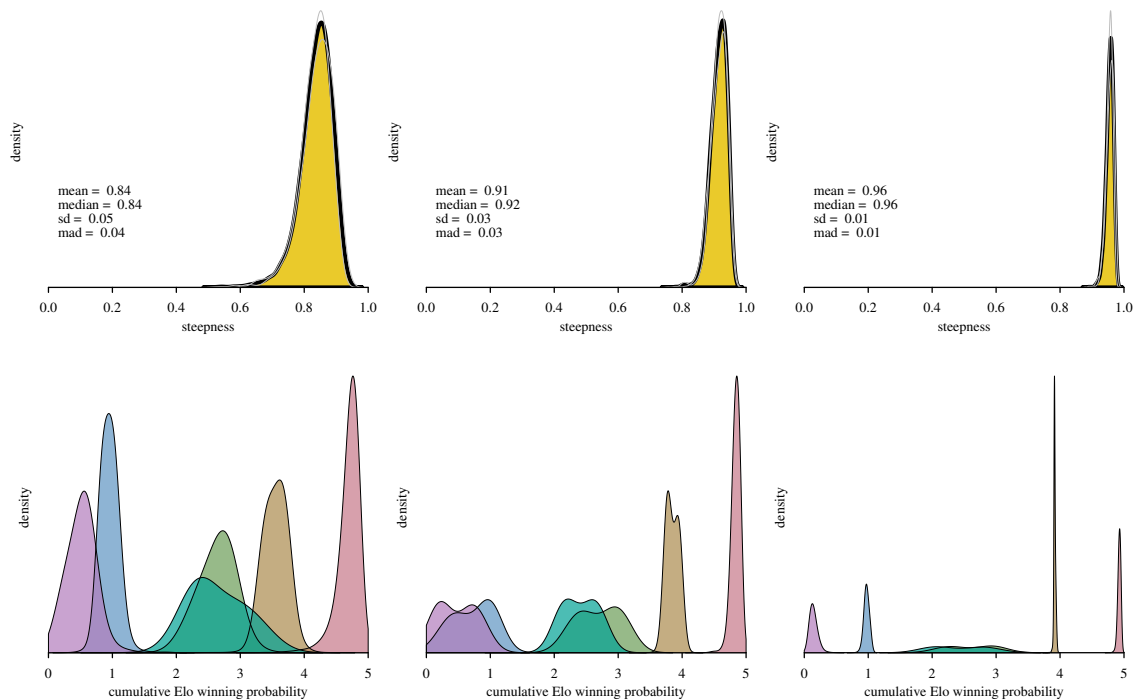 density
mean = 0.84
median = 0.84
sd = 0.05
mad = 0.04
0.0 0.2 0.4 0.6 0.8 1.0
steepness
density
mean = 0.91
median = 0.92
sd = 0.03
mad = 0.03
0.0 0.2 0.4 0.6 0.8 1.0
steepness
density
mean = 0.96
median = 0.96
sd = 0.01
mad = 0.01
0.0 0.2 0.4 0.6 0.8 1.0
steepness
density
0 1 2 3 4 5
cumulative Elo winning probability
density
0 1 2 3 4 5
cumulative Elo winning probability
density
0 1 2 3 4 5
cumulative Elo winning probability